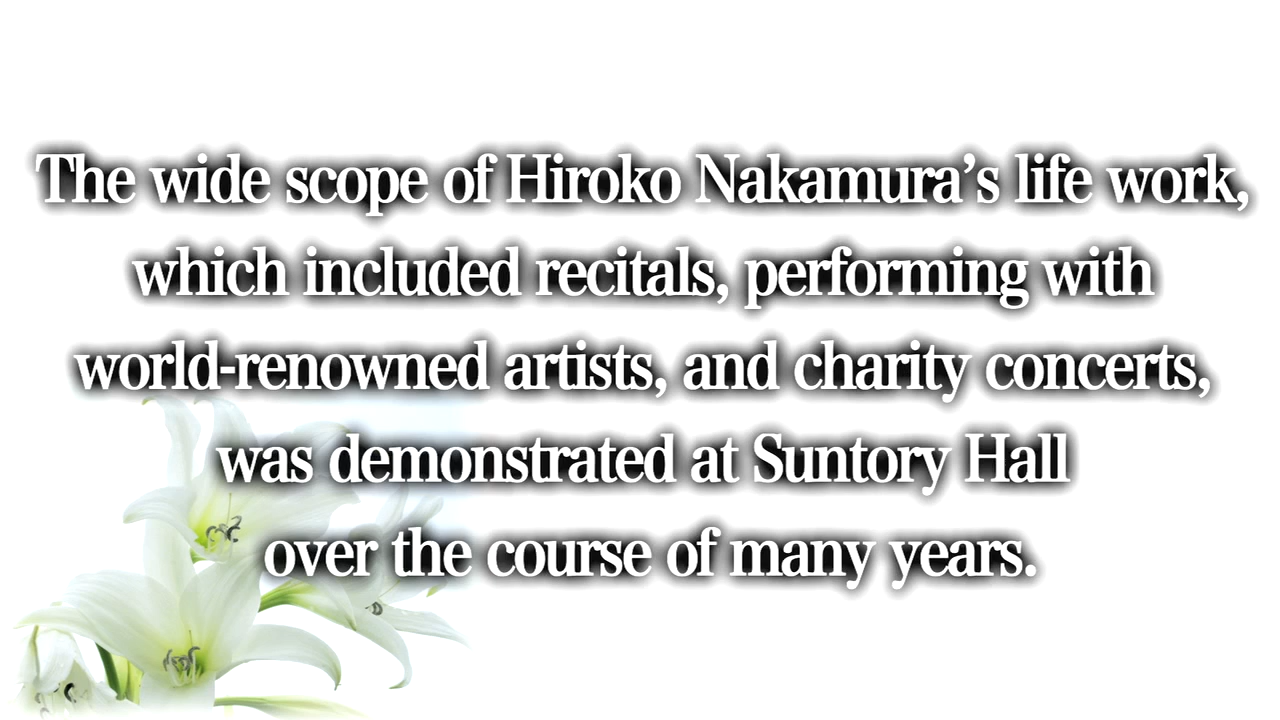 The wide scope of Hiroko Nakamura’s life work,
which included recitals, performing with
world-renowned artists, and charity concerts,
was demonstrated at Suntory Hall
over the course of many years.